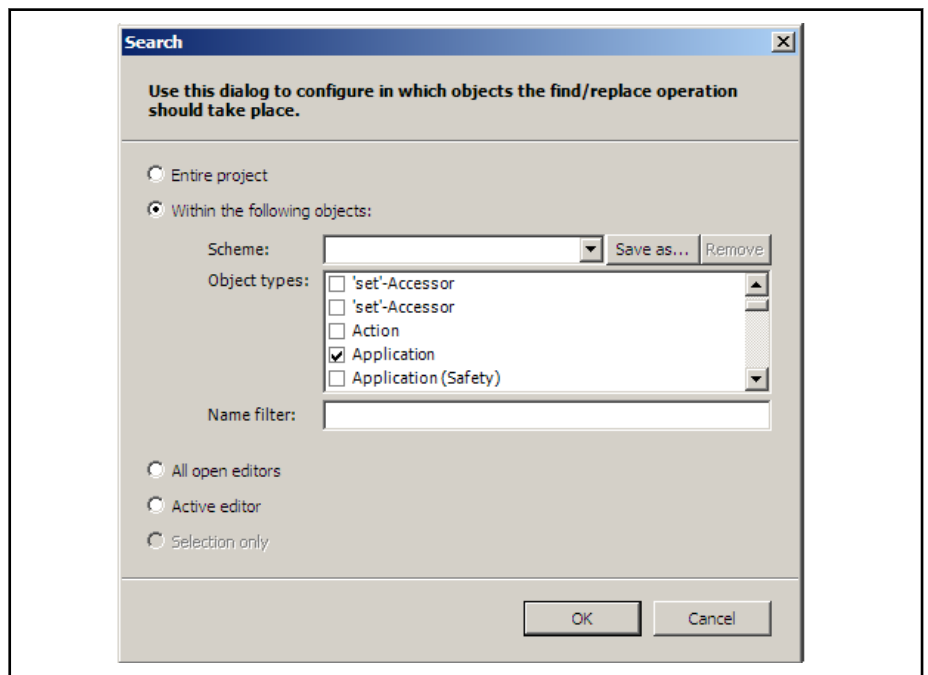 Search
Use this dialog to configure in which objects the find/replace operation
should take place.
Entire project
Within the following objects:
Scheme:
Save as...
Remove
Object types:
'set'-Accessor
'set'-Accessor
Action
Application
Application (Safety)
Name filter:
All open editors
Active editor
Selection only
OK
Cancel